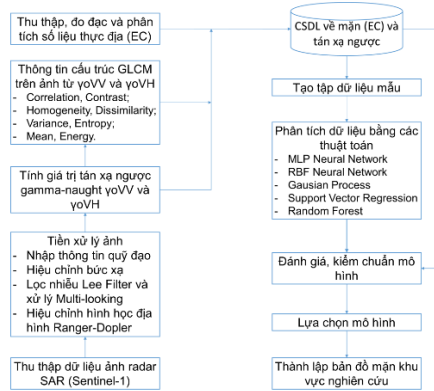 Thu thập, đo đạc và phân
tích số liệu thực địa (EC)
Thông tin cấu trúc GLCM
trên ảnh từ γoVV và γoVH
- Correlation, Contrast;
- Homogeneity, Dissimilarity;
- Variance, Entropy;
- Mean, Energy.
Tính giá trị tán xạ ngược
gamma-naught γoVV và
γoVH
Tiền xử lý ảnh
- Nhập thông tin quỹ đạo
- Hiệu chỉnh bức xạ
- Lọc nhiễu Lee Filter và
xử lý Multi-looking
- Hiệu chỉnh hình học địa
hình Ranger-Dopler
Thu thập dữ liệu ảnh radar
SAR (Sentinel-1)
CSDL về mặn (EC) và
tán xạ ngược
Tạo tập dữ liệu mẫu
Phân tích dữ liệu bằng các
thuật toán
- MLP Neural Network
- RBF Neural Network
- Gausian Process
- Support Vector Regression
- Random Forest
Đánh giá, kiểm chuẩn mô
hình
Lựa chọn mô hình
Thành lập bản đồ mặn khu
vực nghiên cứu